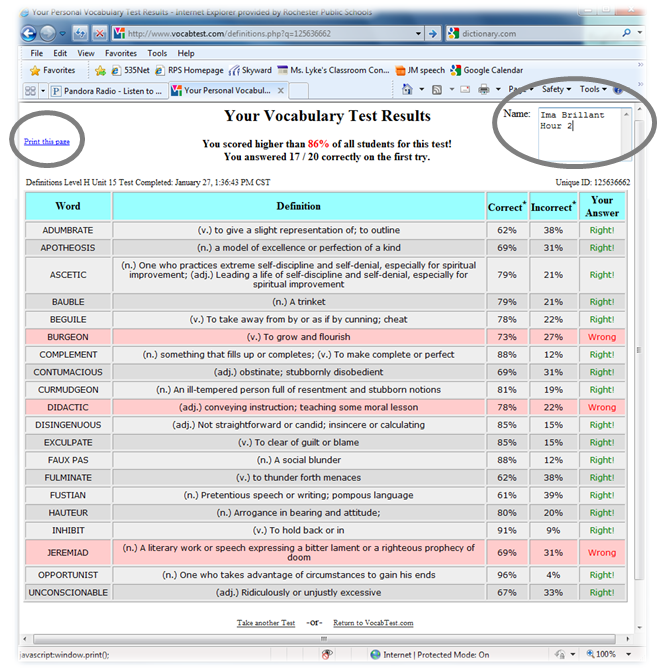 Your Personal Vocabulary Test Results - Internet Explorer provided by Rochester Public Schools
http://www.vocabtest.com/definitions.php?q=125636662
dictionary.com
File Edit View Favorites Tools Help
Favorites 535Net RPS Homepage Skyward Ms. Lyke's Classroom Con... JM speech Google Calendar
Pandora Radio - Listen to ... Your Personal Vocabul... X Page Safety Tools
Your Vocabulary Test Results
Name: Ima Brillant
Hour 2
Print this page
You scored higher than 86% of all students for this test!
You answered 17 / 20 correctly on the first try.
Definitions Level H Unit 15 Test Completed: January 27, 1:36:43 PM CST Unique ID: 125636662
Word Definition Correct* Incorrect* Your
Answer
ADUMBRATE (v.) to give a slight representation of; to outline 62% 38% Right!
APOTHEOSIS (n.) a model of excellence or perfection of a kind 69% 31% Right!
(n.) One who practices extreme self-discipline and self-denial, especially for spiritual
ASCETIC improvement; (adj.) Leading a life of self-discipline and self-denial, especially for 79% 21% Right!
spiritual improvement
BAUBLE (n.) A trinket 79% 21% Right!
BEGUILE (v.) To take away from by or as if by cunning; cheat 78% 22% Right!
BURGEON (v.) To grow and flourish 73% 27% Wrong
COMPLEMENT (n.) something that fills up or completes; (v.) To make complete or perfect 88% 12% Right!
CONTUMACIOUS (adj.) obstinate; stubbornly disobedient 69% 31% Right!
CURMUDGEON (n.) An ill-tempered person full of resentment and stubborn notions 81% 19% Right!
DIDACTIC (adj.) conveying instruction; teaching some moral lesson 78% 22% Wrong
DISINGENUOUS (adj.) Not straightforward or candid; insincere or calculating 85% 15% Right!
EXCULPATE (v.) To clear of guilt or blame 85% 15% Right!
FAUX PAS (n.) A social blunder 88% 12% Right!
FULMINATE (v.) to thunder forth menaces 62% 38% Right!
FUSTIAN (n.) Pretentious speech or writing; pompous language 61% 39% Right!
HAUTEUR (n.) Arrogance in bearing and attitude; 80% 20% Right!
INHIBIT (v.) To hold back or in 91% 9% Right!
JEREMIAD (n.) A literary work or speech expressing a bitter lament or a righteous prophecy of 69% 31% Wrong
doom
OPPORTUNIST (n.) One who takes advantage of circumstances to gain his ends 96% 4% Right!
UNCONSCIONABLE (adj.) Ridiculously or unjustly excessive 67% 33% Right!
Take another Test -or- Return to VocabTest.com
javascript:window.print(); Internet | Protected Mode: On 100%